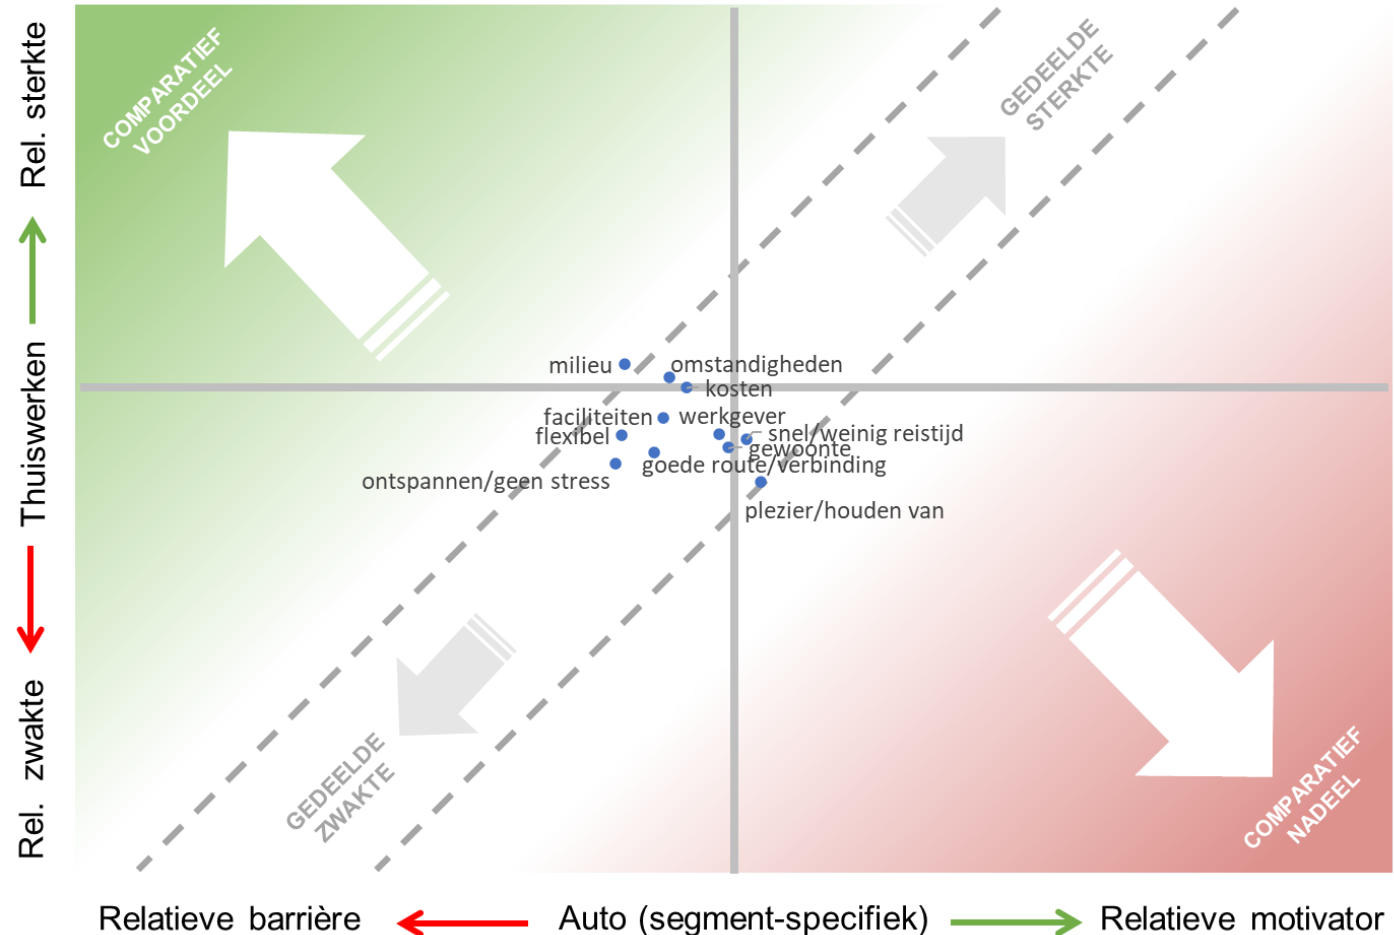 Rel. sterkte
Thuiswerken
Rel. zwakte
COMPARATIEF
VOORDEEL
GEDEELDE
STERKTE
milieu
omstandigheden
kosten
faciliteiten
werkgever
flexibel
snel/weinig reistijd
gewoonte
goede route/verbinding
ontspannen/geen stress
plezier/houden van
GEDEELDE
ZWAKTE
COMPARATIEF
NADEEL
Relatieve barrière
Auto (segment-specifiek)
Relatieve motivator